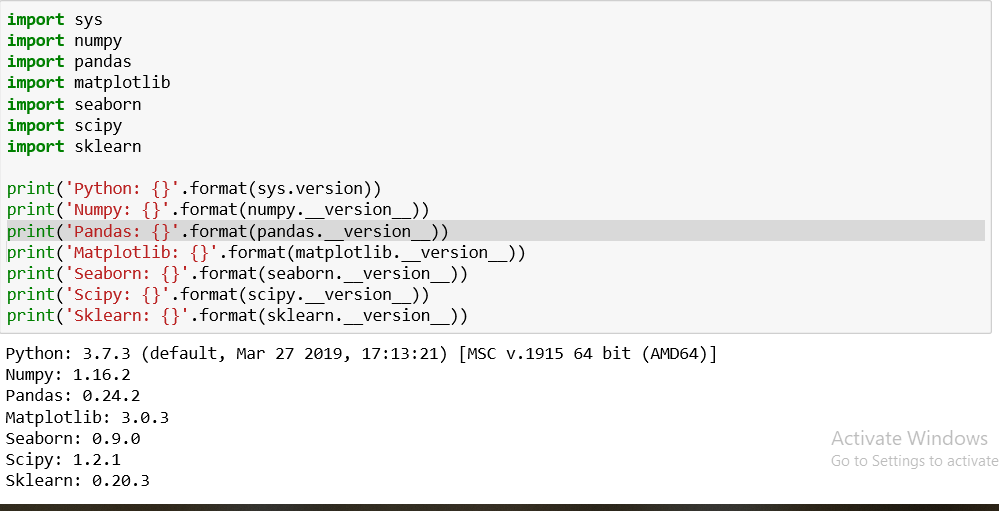 import sys
import numpy
import pandas
import matplotlib
import seaborn
import scipy
import sklearn
print('Python: {}'.format(sys.version))
print('Numpy: {}'.format(numpy.__version__))
print('Pandas: {}'.format(pandas.__version__))
print('Matplotlib: {}'.format(matplotlib.__version__))
print('Seaborn: {}'.format(seaborn.__version__))
print('Scipy: {}'.format(scipy.__version__))
print('Sklearn: {}'.format(sklearn.__version__))
Python: 3.7.3 (default, Mar 27 2019, 17:13:21) [MSC v.1915 64 bit (AMD64)]
Numpy: 1.16.2
Pandas: 0.24.2
Matplotlib: 3.0.3
Seaborn: 0.9.0
Scipy: 1.2.1
Sklearn: 0.20.3
Activate Windows
Go to Settings to activate